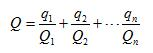 Q = q₁/Q₁ + q₂/Q₂ + ⋯ qₙ/Qₙ